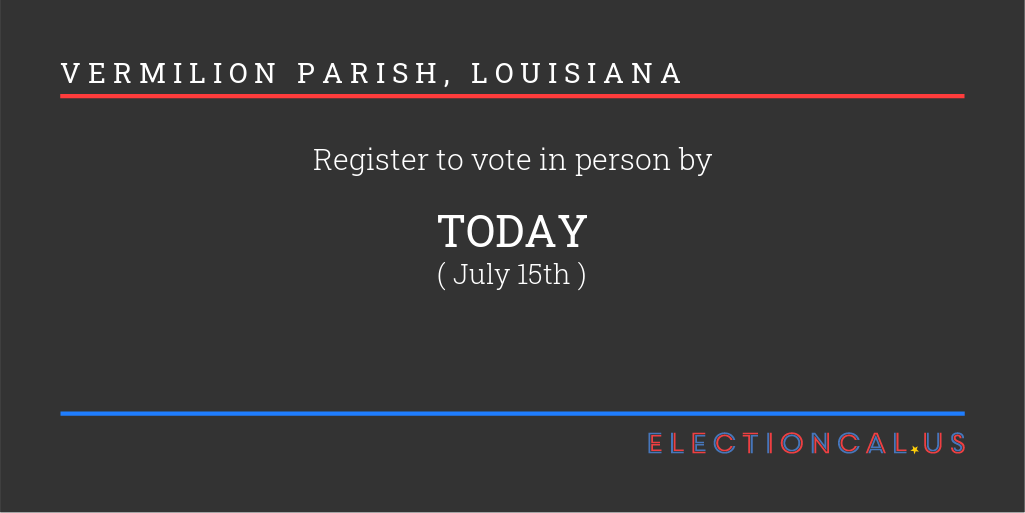 VERMILION PARISH, LOUISIANA
Register to vote in person by
TODAY
( July 15th )
ELECTIONCAL.US